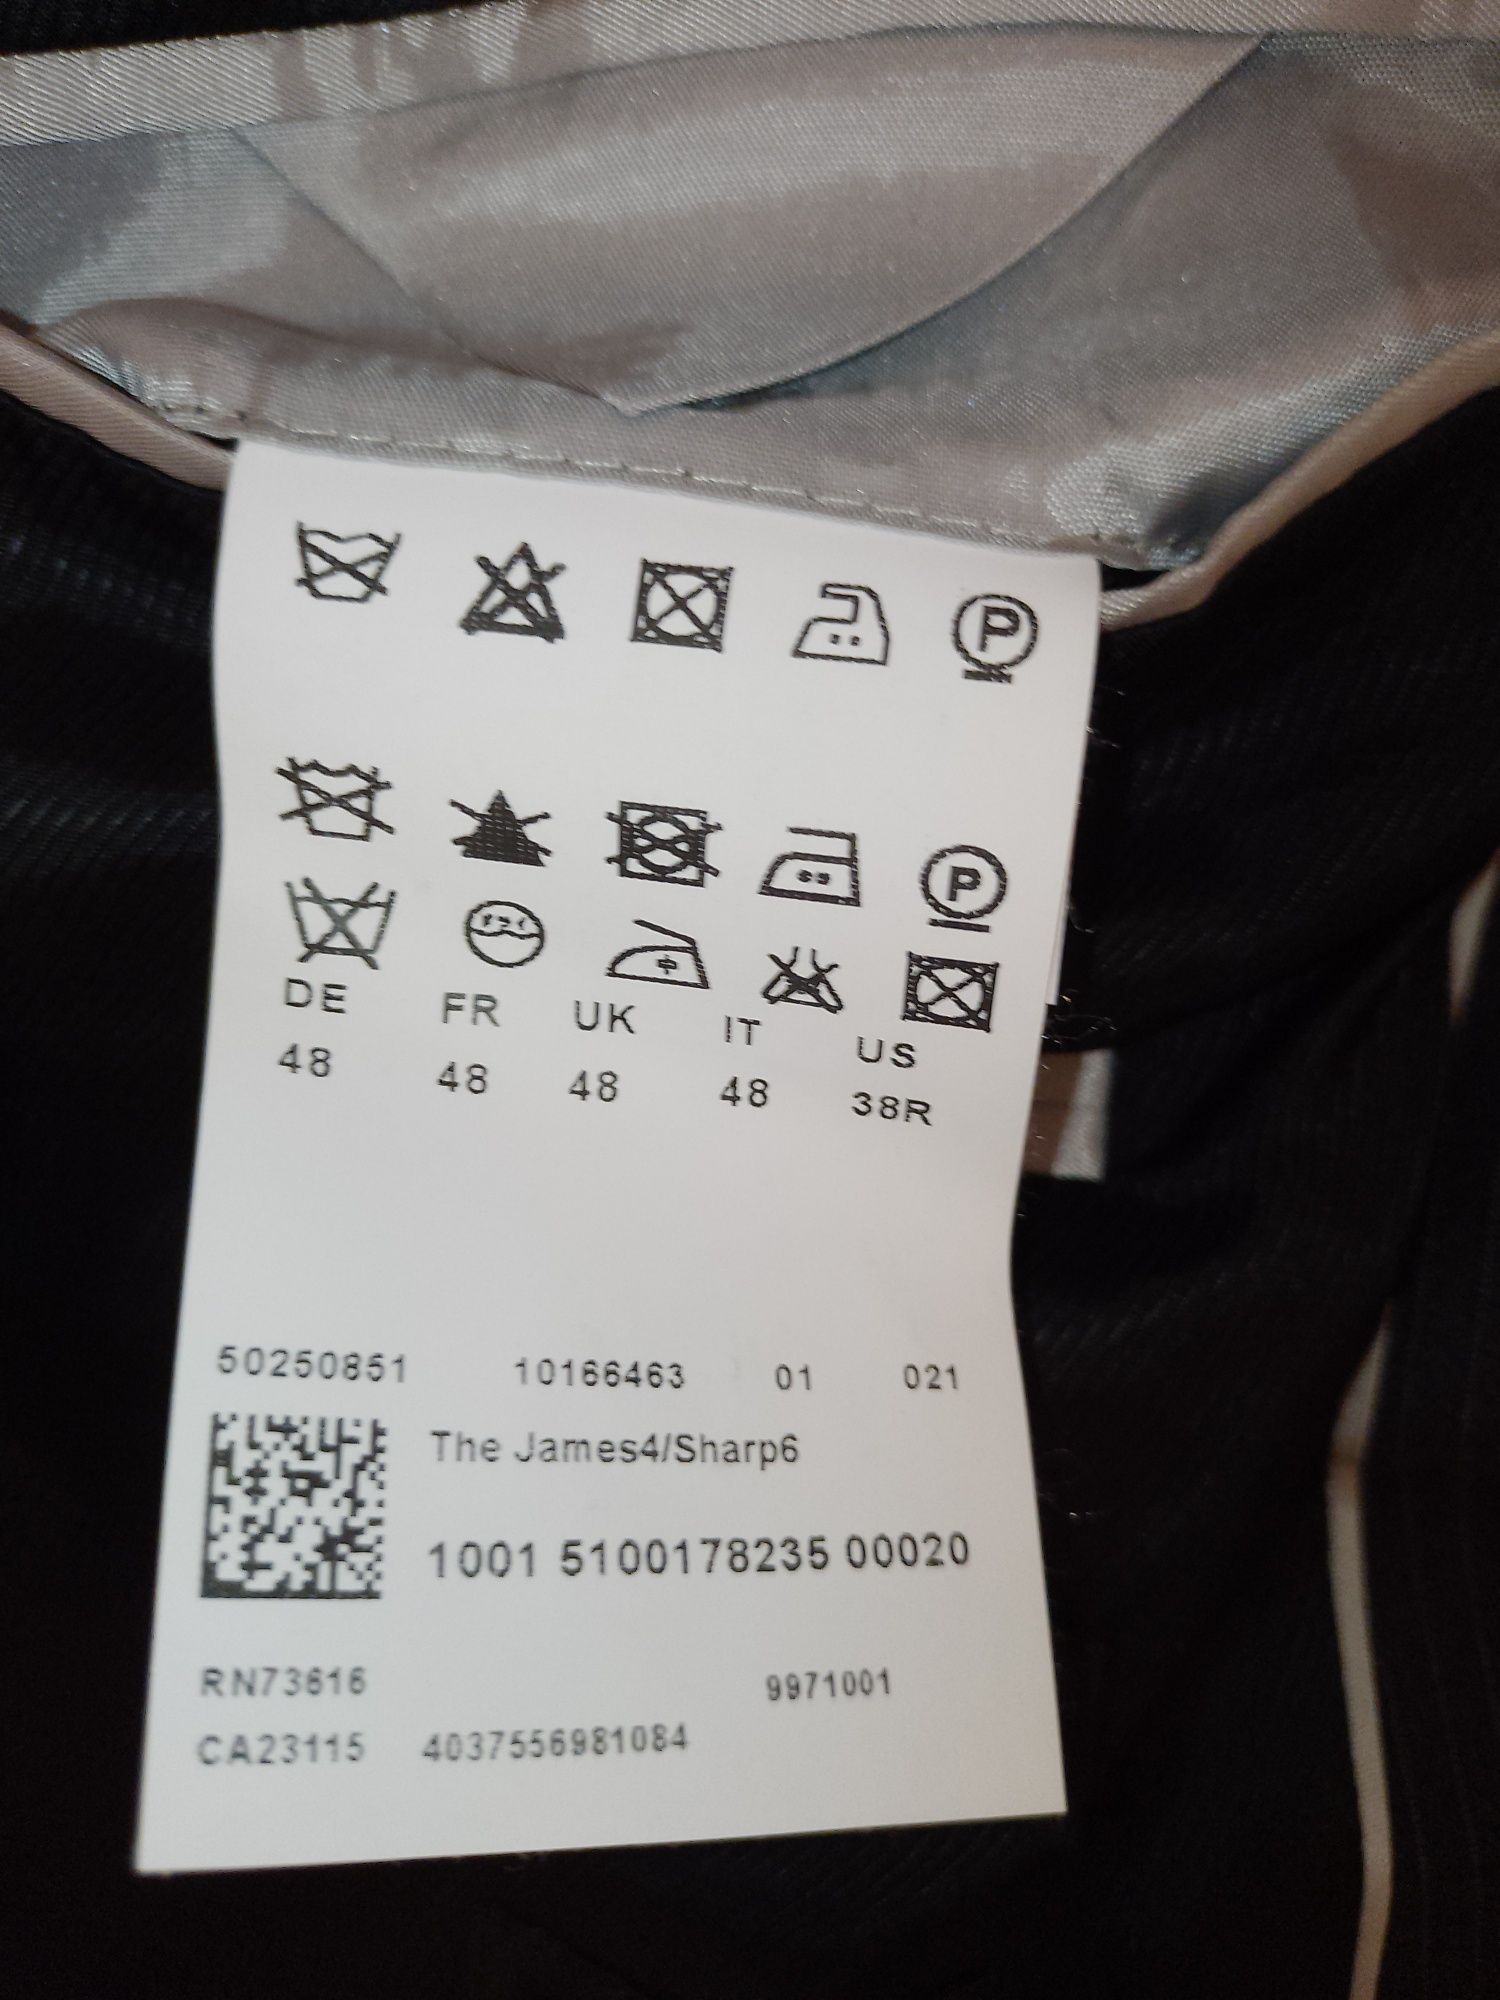 P
P
DE FR UK IT US
48 48 48 48 38R
50250851 10166463 01 021
The James4/Sharp6
1001 5100178235 00020
RN73616 9971001
CA23115 4037556981084